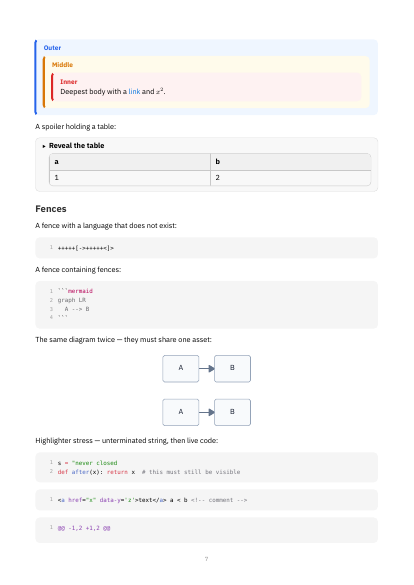 Outer
Middle
Inner
Deepest body with a link and x².
A spoiler holding a table:
▸ Reveal the table
a b
1 2
Fences
A fence with a language that does not exist:
1 +++++[->+++++<]>
A fence containing fences:
1 ```mermaid
2 graph LR
3 A --> B
4 ```
The same diagram twice — they must share one asset:
A B
A B
Highlighter stress — unterminated string, then live code:
1 s = "never closed
2 def after(x): return x # this must still be visible
1 <a href="x" data-y='z'>text</a> a < b <!-- comment -->
1 @@ -1,2 +1,2 @@